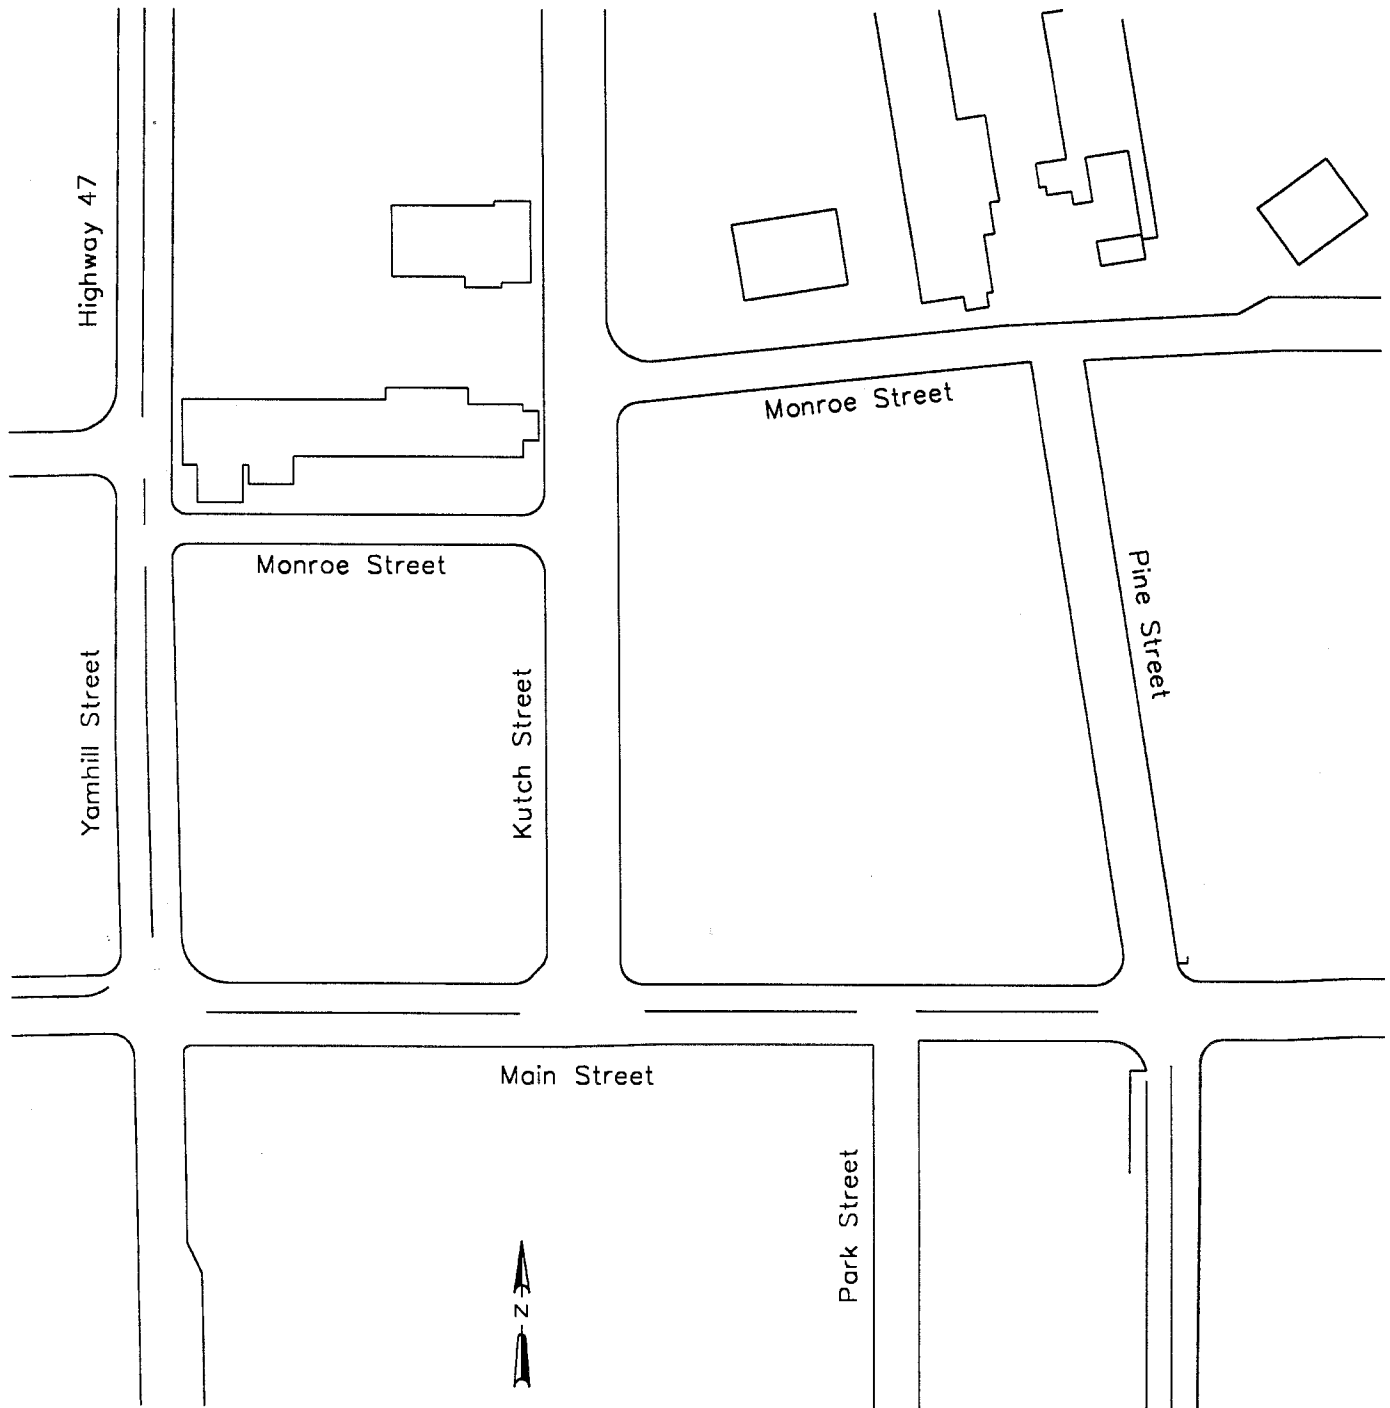 Highway 47
Monroe Street
Monroe Street
Pine Street
Yamhill Street
Kutch Street
Main Street
Park Street
N